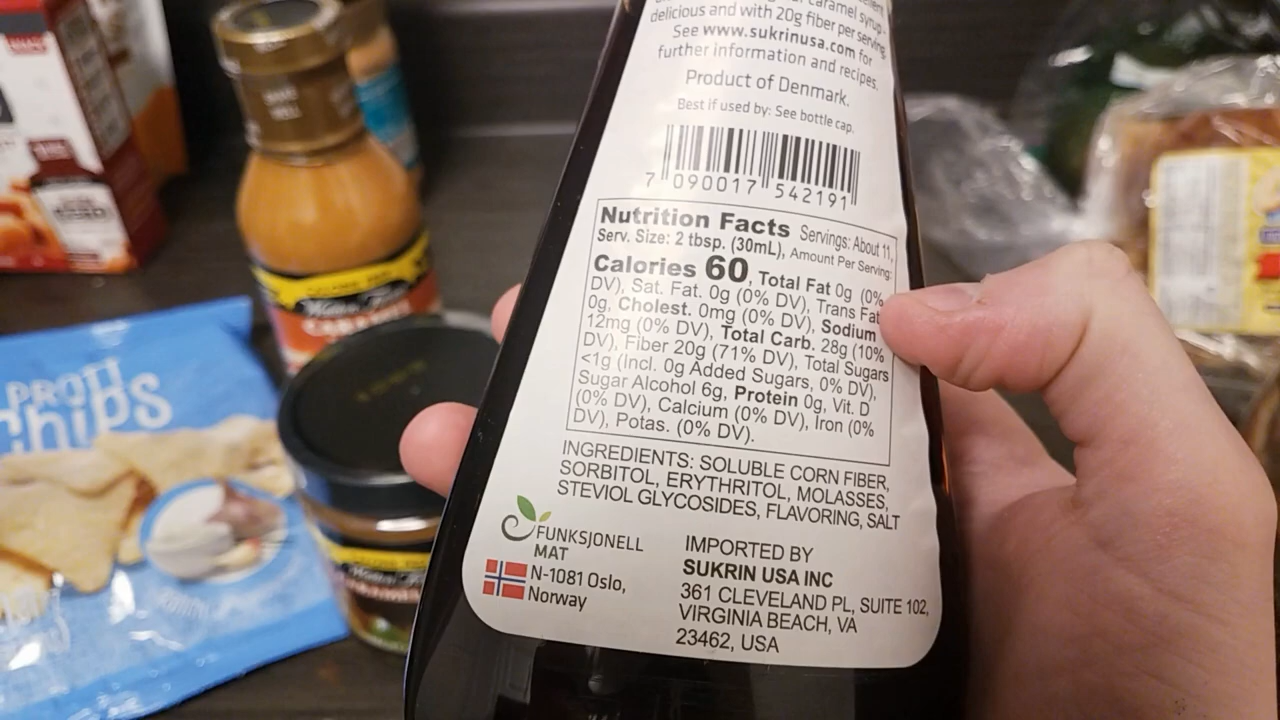 caramel syrup-
delicious and with 20g fiber per serving.
See www.sukrinusa.com for
further information and recipes.
Product of Denmark.
Best if used by: See bottle cap.
7 090017 542191
Nutrition Facts Servings: About 11,
Serv. Size: 2 tbsp. (30mL), Amount Per Serving:
Calories 60, Total Fat 0g (0%
DV), Sat. Fat. 0g (0% DV), Trans Fat
0g, Cholest. 0mg (0% DV), Sodium
12mg (0% DV), Total Carb. 28g (10%
DV), Fiber 20g (71% DV), Total Sugars
<1g (Incl. 0g Added Sugars, 0% DV),
Sugar Alcohol 6g, Protein 0g, Vit. D
(0% DV), Calcium (0% DV), Iron (0%
DV), Potas. (0% DV).
INGREDIENTS: SOLUBLE CORN FIBER,
SORBITOL, ERYTHRITOL, MOLASSES,
STEVIOL GLYCOSIDES, FLAVORING, SALT
FUNKSJONELL
MAT
N-1081 Oslo,
Norway
IMPORTED BY
SUKRIN USA INC
361 CLEVELAND PL, SUITE 102,
VIRGINIA BEACH, VA
23462, USA
PROTI
chips
CARAMEL